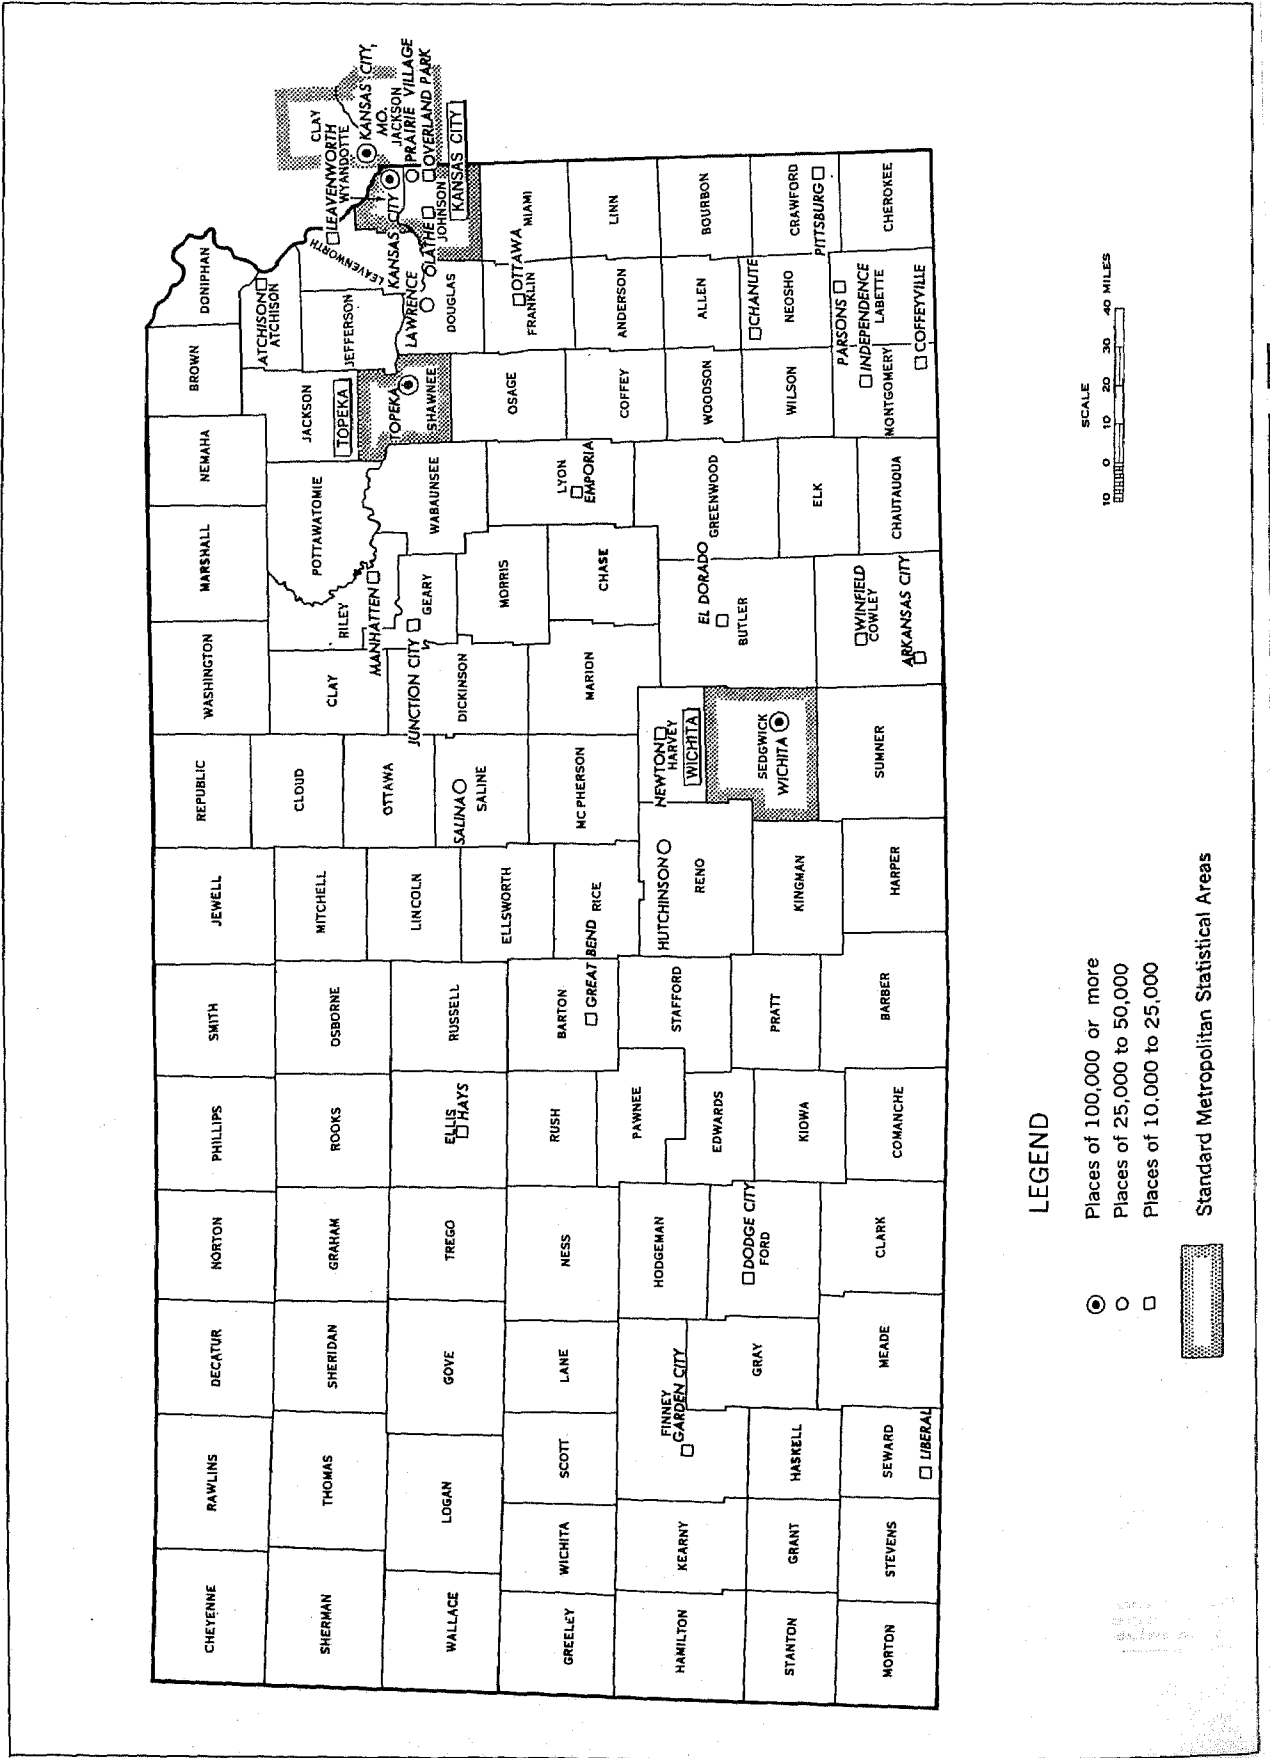 CHEYENNE
RAWLINS
DECATUR
NORTON
PHILLIPS
SMITH
JEWELL
REPUBLIC
WASHINGTON
MARSHALL
NEMAHA
BROWN
DONIPHAN
SHERMAN
THOMAS
SHERIDAN
GRAHAM
ROOKS
OSBORNE
MITCHELL
CLOUD
CLAY
RILEY
POTTAWATOMIE
JACKSON
ATCHISON
ATCHISON
JEFFERSON
LEAVENWORTH
LEAVENWORTH
WYANDOTTE
CLAY
KANSAS CITY,
MO.
JACKSON
PRAIRIE VILLAGE
OVERLAND PARK
KANSAS CITY
KANSAS CITY
OLATHE
JOHNSON
LAWRENCE
DOUGLAS
TOPEKA
TOPEKA
SHAWNEE
MANHATTEN
JUNCTION CITY
GEARY
WABAUNSEE
WALLACE
LOGAN
GOVE
TREGO
ELLIS
HAYS
RUSSELL
LINCOLN
OTTAWA
SALINA
SALINE
DICKINSON
MORRIS
ELLSWORTH
GREELEY
WICHITA
SCOTT
LANE
NESS
RUSH
BARTON
GREAT BEND
RICE
MC PHERSON
MARION
CHASE
LYON
EMPORIA
OSAGE
OTTAWA
FRANKLIN
MIAMI
COFFEY
ANDERSON
LINN
HAMILTON
KEARNY
FINNEY
GARDEN CITY
HODGEMAN
PAWNEE
STAFFORD
HUTCHINSON
RENO
NEWTON
HARVEY
WICHITA
SEDGWICK
WICHITA
EL DORADO
BUTLER
GREENWOOD
WOODSON
ALLEN
BOURBON
STANTON
GRANT
HASKELL
GRAY
DODGE CITY
FORD
EDWARDS
KIOWA
PRATT
KINGMAN
ELK
WILSON
CHANUTE
NEOSHO
CRAWFORD
PITTSBURG
MORTON
STEVENS
SEWARD
LIBERAL
MEADE
CLARK
COMANCHE
BARBER
HARPER
SUMNER
WINFIELD
COWLEY
ARKANSAS CITY
CHAUTAUQUA
MONTGOMERY
INDEPENDENCE
COFFEYVILLE
PARSONS
LABETTE
CHEROKEE
LEGEND
Places of 100,000 or more
Places of 25,000 to 50,000
Places of 10,000 to 25,000
Standard Metropolitan Statistical Areas
SCALE
10 0 10 20 30 40 MILES